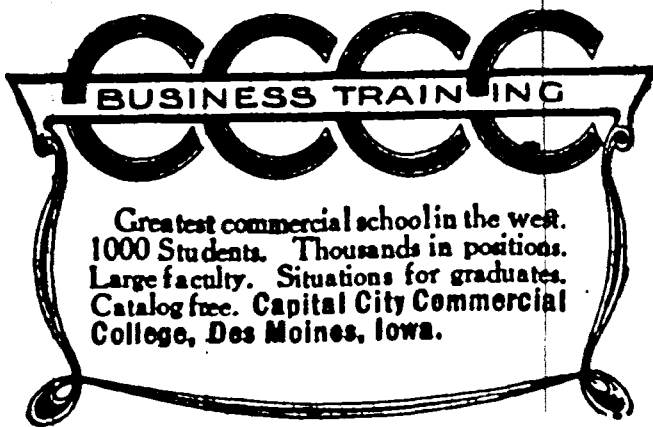 CCCC
BUSINESS TRAINING
Greatest commercial school in the west.
1000 Students. Thousands in positions.
Large faculty. Situations for graduates.
Catalog free. Capital City Commercial
College, Des Moines, Iowa.